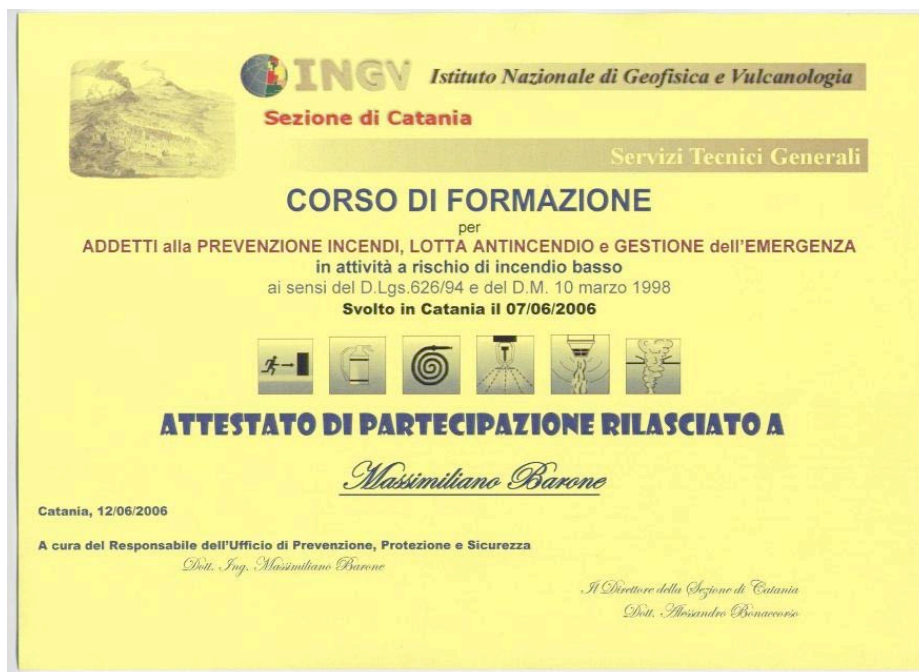 INGV Istituto Nazionale di Geofisica e Vulcanologia
Sezione di Catania
Servizi Tecnici Generali
CORSO DI FORMAZIONE
per
ADDETTI alla PREVENZIONE INCENDI, LOTTA ANTINCENDIO e GESTIONE dell'EMERGENZA
in attività a rischio di incendio basso
ai sensi del D.Lgs.626/94 e del D.M. 10 marzo 1998
Svolto in Catania il 07/06/2006
ATTESTATO DI PARTECIPAZIONE RILASCIATO A
Massimiliano Barone
Catania, 12/06/2006
A cura del Responsabile dell'Ufficio di Prevenzione, Protezione e Sicurezza
Dott. Ing. Massimiliano Barone
Il Direttore della Sezione di Catania
Dott. Alessandro Bonaccorso